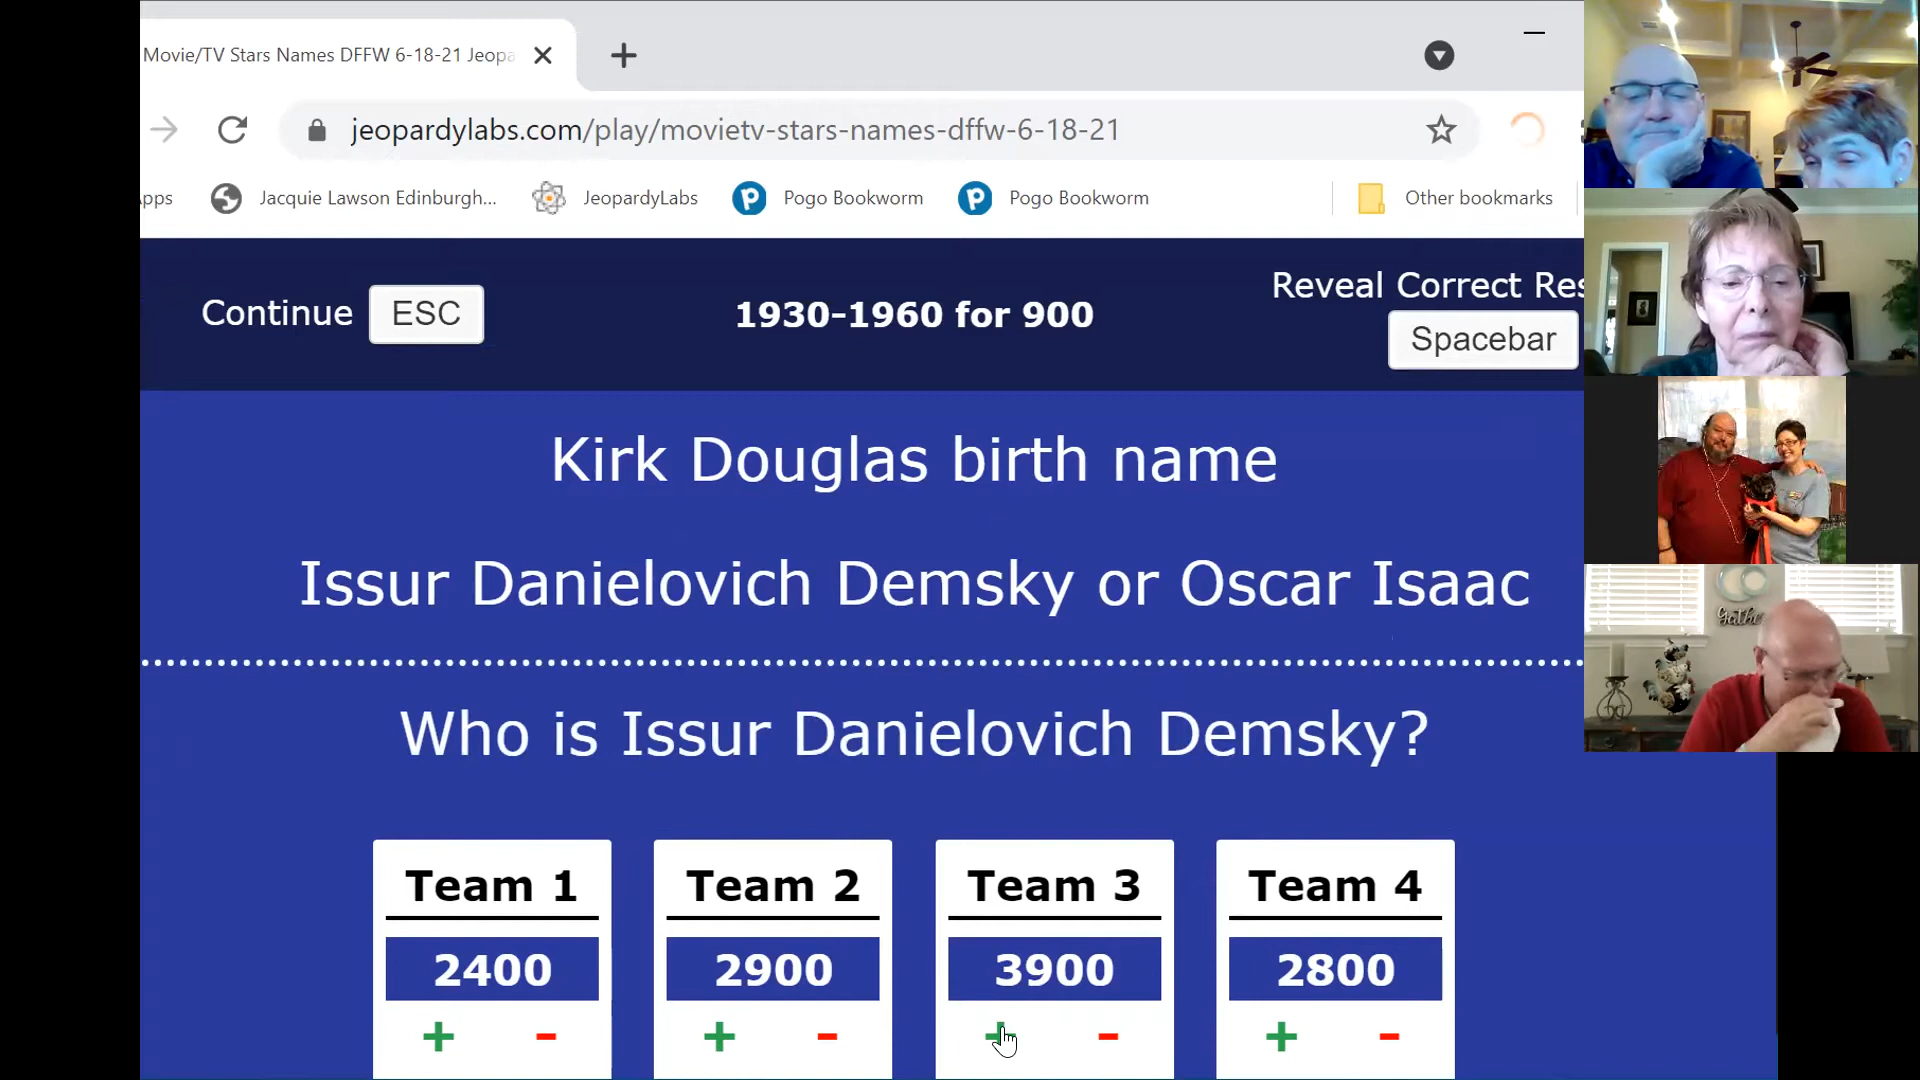 Movie/TV Stars Names DFFW 6-18-21 Jeopa
jeopardylabs.com/play/movietv-stars-names-dffw-6-18-21
pps
Jacquie Lawson Edinburgh...
JeopardyLabs
Pogo Bookworm
Pogo Bookworm
Other bookmarks
Continue ESC
1930-1960 for 900
Reveal Correct Res
Spacebar
Kirk Douglas birth name
Issur Danielovich Demsky or Oscar Isaac
Who is Issur Danielovich Demsky?
Team 1 Team 2 Team 3 Team 4
2400 2900 3900 2800
+ - + - + - + -
Gathe